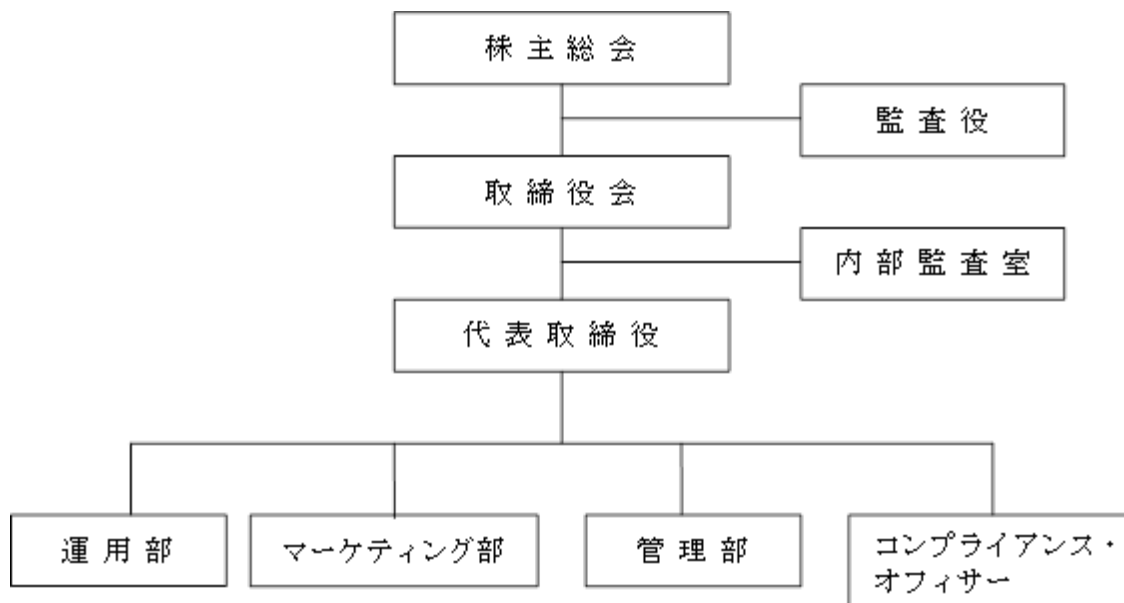 株主総会
監査役
取締役会
内部監査室
代表取締役
運用部
マーケティング部
管理部
コンプライアンス・
オフィサー